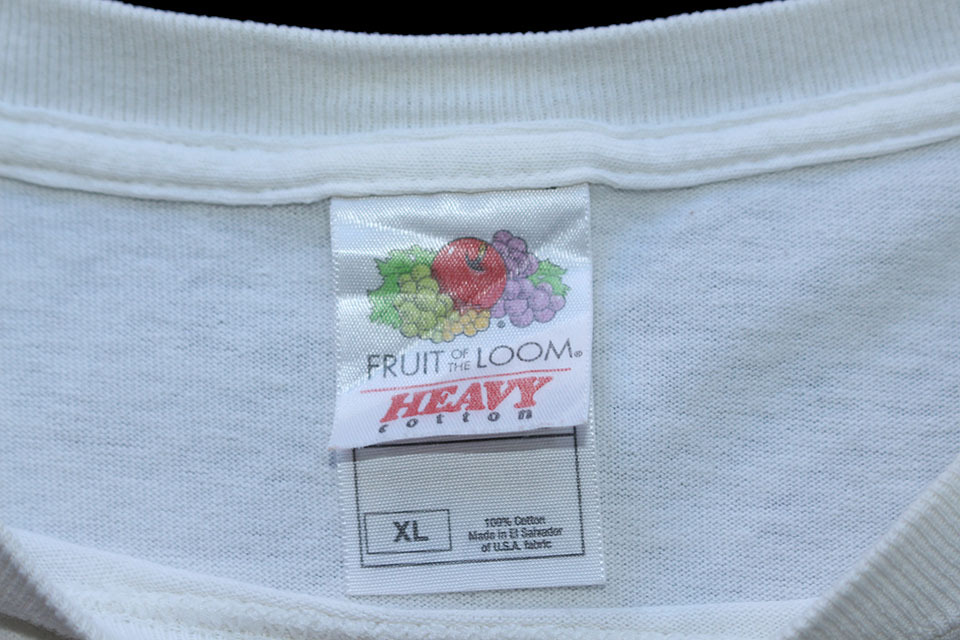 FRUIT OF THE LOOM®
HEAVY
cotton
XL
100% Cotton
Made in El Salvador
of U.S.A. fabric